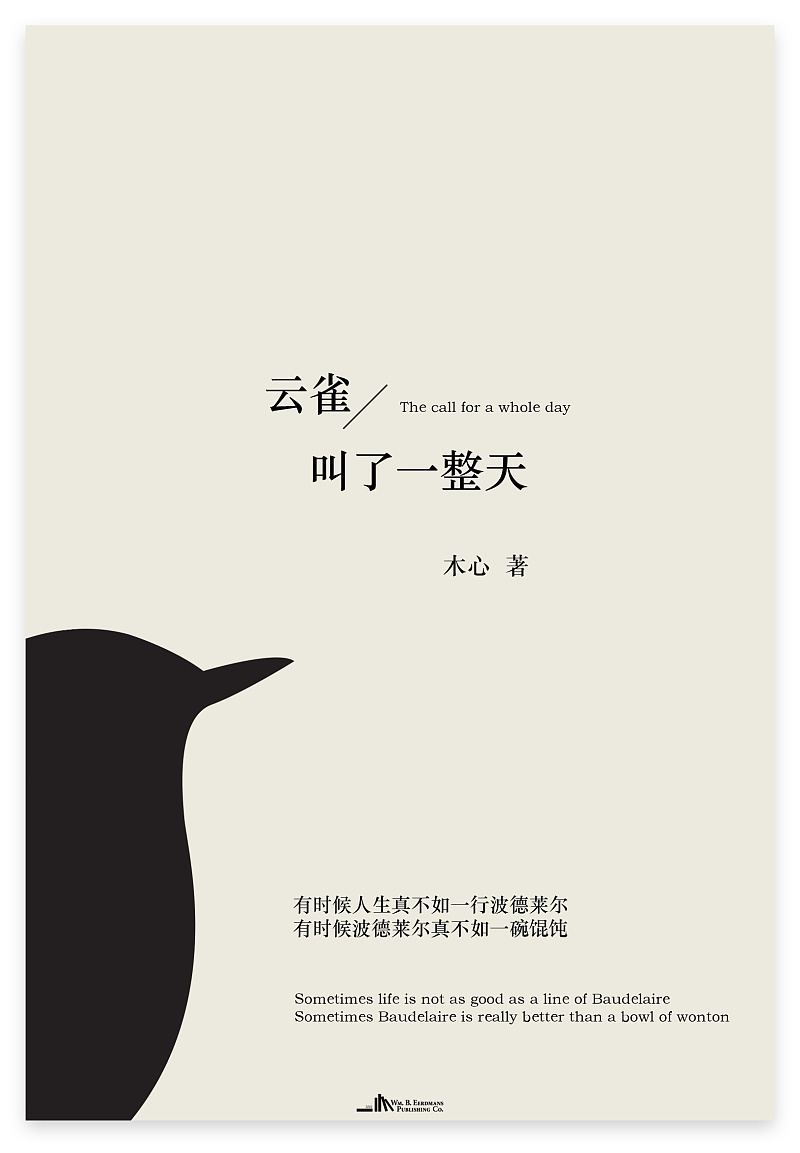 云雀
The call for a whole day
叫了一整天
木心 著
有时候人生真不如一行波德莱尔
有时候波德莱尔真不如一碗馄饨
Sometimes life is not as good as a line of Baudelaire
Sometimes Baudelaire is really better than a bowl of wonton
Wm. B. Eerdmans
Publishing Co.